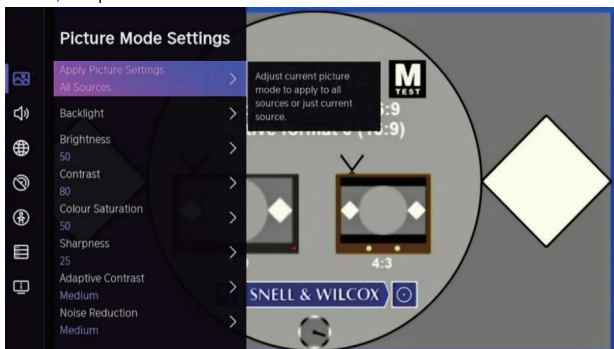 Picture Mode Settings
Apply Picture Settings
All Sources
Adjust current picture
mode to apply to all
sources or just current
source.
M
TEST
Backlight
Brightness
50
Contrast
80
Colour Saturation
50
Sharpness
25
Adaptive Contrast
Medium
Noise Reduction
Medium
:9)
4:3
SNELL & WILCOX